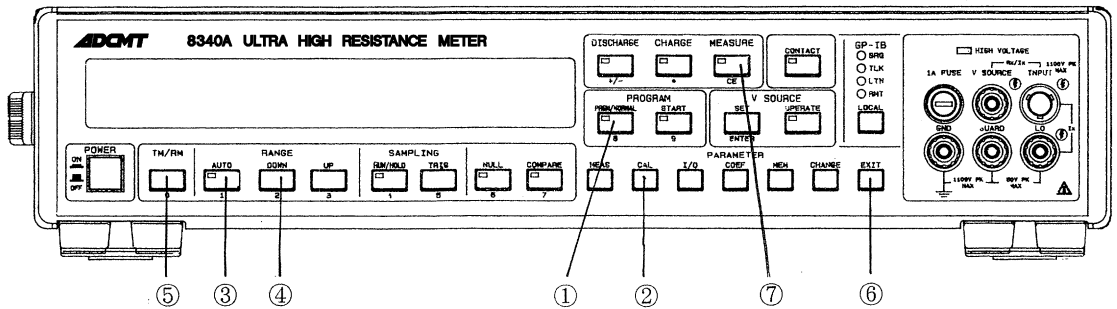 ADCMT 8340A ULTRA HIGH RESISTANCE METER
DISCHARGE CHARGE MEASURE
+/- CE
CONTACT
GP-IB
SRQ
TLK
LTN
RMT
LOCAL
HIGH VOLTAGE
Rx/Ix 1100V PK MAX
1A FUSE V SOURCE INPUT
GND GUARD LO
Ix
1100V PK MAX 50V PK MAX
PROGRAM
PRGM/NORMAL START
8 9
V SOURCE
SET OPERATE
ENTER
POWER
ON
OFF
TM/RM
0
RANGE
AUTO DOWN UP
1 2 3
SAMPLING
RUN/HOLD TRIG
4 5
NULL COMPARE
6 7
PARAMETER
MEAS CAL I/O COEF MEM CHANGE EXIT
⑤ ③ ④ ① ② ⑦ ⑥